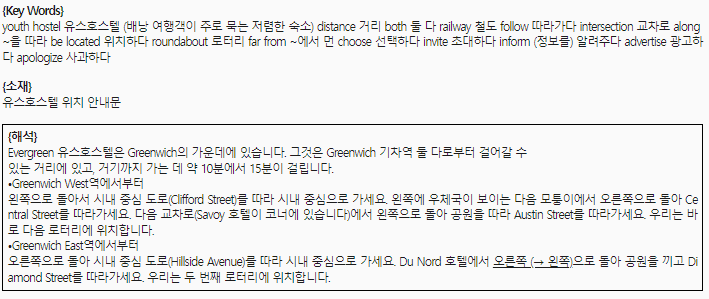 {Key Words}
youth hostel 유스호스텔 (배낭 여행객이 주로 묵는 저렴한 숙소) distance 거리 both 둘 다 railway 철도 follow 따라가다 intersection 교차로 along
~을 따라 be located 위치하다 roundabout 로터리 far from ~에서 먼 choose 선택하다 invite 초대하다 inform (정보를) 알려주다 advertise 광고하
다 apologize 사과하다
{소재}
유스호스텔 위치 안내문
{해석}
Evergreen 유스호스텔은 Greenwich의 가운데에 있습니다. 그것은 Greenwich 기차역 둘 다로부터 걸어갈 수
있는 거리에 있고, 거기까지 가는 데 약 10분에서 15분이 걸립니다.
▪Greenwich West역에서부터
왼쪽으로 돌아서 시내 중심 도로(Clifford Street)를 따라 시내 중심으로 가세요. 왼쪽에 우체국이 보이는 다음 모퉁이에서 오른쪽으로 돌아 Ce
ntral Street를 따라가세요. 다음 교차로(Savoy 호텔이 코너에 있습니다)에서 왼쪽으로 돌아 공원을 따라 Austin Street를 따라가세요. 우리는 바
로 다음 로터리에 위치합니다.
▪Greenwich East역에서부터
오른쪽으로 돌아 시내 중심 도로(Hillside Avenue)를 따라 시내 중심으로 가세요. Du Nord 호텔에서 오른쪽 (→ 왼쪽)으로 돌아 공원을 끼고 Di
amond Street를 따라가세요. 우리는 두 번째 로터리에 위치합니다.